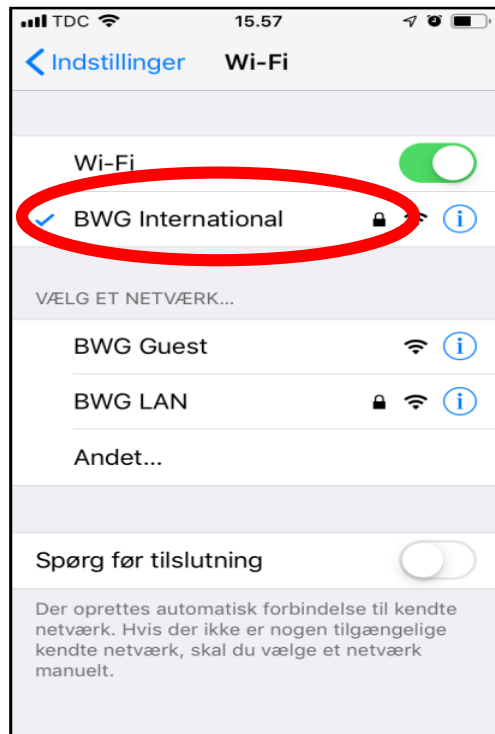 TDC 15.57
Indstillinger Wi-Fi
Wi-Fi
BWG International
VÆLG ET NETVÆRK...
BWG Guest
BWG LAN
Andet...
Spørg før tilslutning
Der oprettes automatisk forbindelse til kendte
netværk. Hvis der ikke er nogen tilgængelige
kendte netværk, skal du vælge et netværk
manuelt.